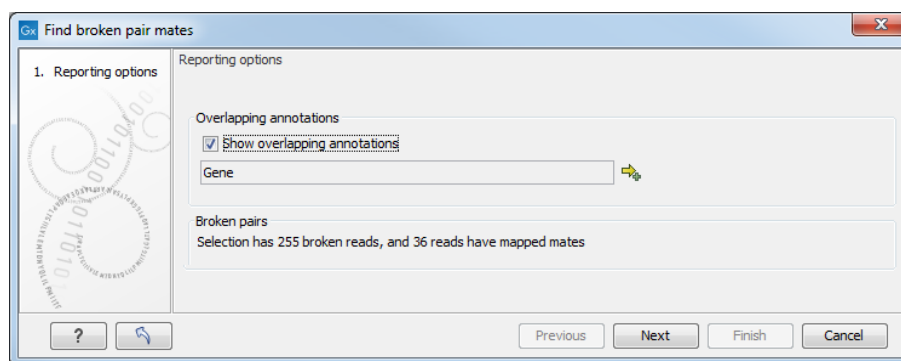 Gx Find broken pair mates
X
1. Reporting options
Reporting options
Overlapping annotations
Show overlapping annotations
Gene
Broken pairs
Selection has 255 broken reads, and 36 reads have mapped mates
?
Previous
Next
Finish
Cancel